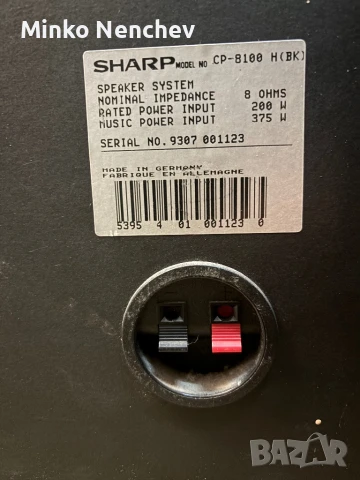 Minko Nenchev
SHARP MODEL NO. CP-8100 H(BK)
SPEAKER SYSTEM
NOMINAL IMPEDANCE 8 OHMS
RATED POWER INPUT 200 W
MUSIC POWER INPUT 375 W
SERIAL NO. 9307 001123
MADE IN GERMANY
FABRIQUE EN ALLEMAGNE
5395 4 01 001123 0
BAZAR